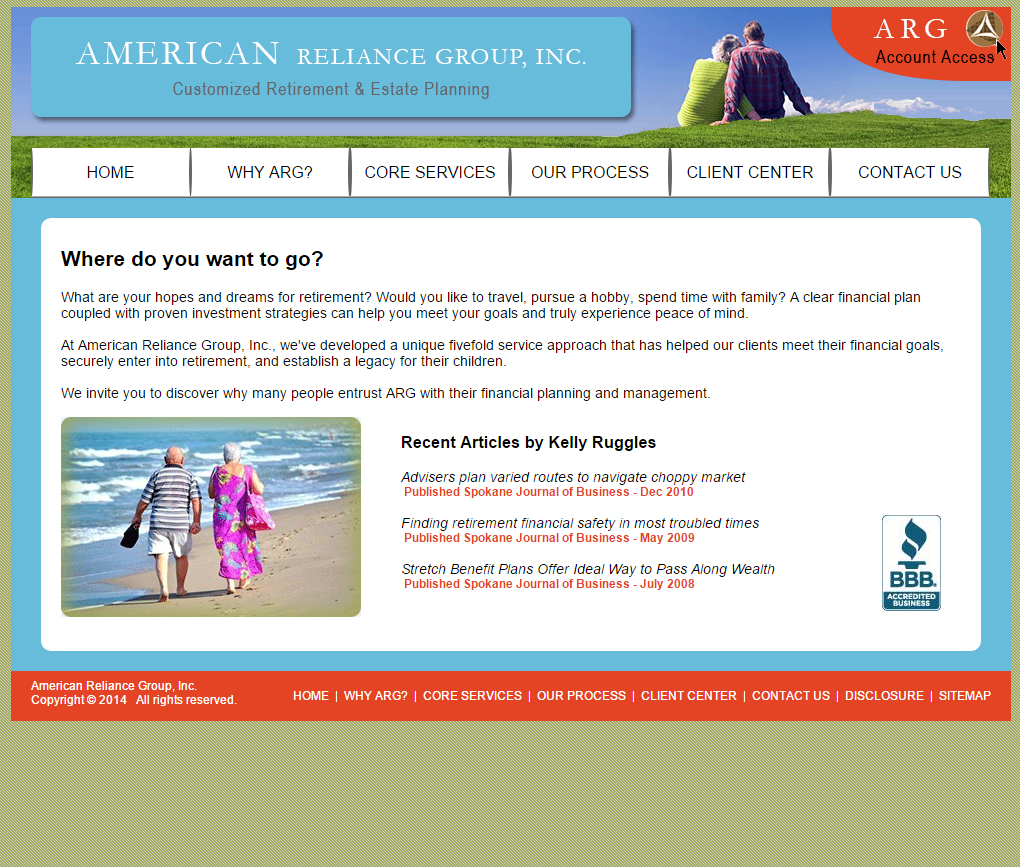 AMERICAN RELIANCE GROUP, INC.
Customized Retirement & Estate Planning
ARG
Account Access
HOME
WHY ARG?
CORE SERVICES
OUR PROCESS
CLIENT CENTER
CONTACT US
Where do you want to go?
What are your hopes and dreams for retirement? Would you like to travel, pursue a hobby, spend time with family? A clear financial plan
coupled with proven investment strategies can help you meet your goals and truly experience peace of mind.
At American Reliance Group, Inc., we've developed a unique fivefold service approach that has helped our clients meet their financial goals,
securely enter into retirement, and establish a legacy for their children.
We invite you to discover why many people entrust ARG with their financial planning and management.
Recent Articles by Kelly Ruggles
Advisers plan varied routes to navigate choppy market
Published Spokane Journal of Business - Dec 2010
Finding retirement financial safety in most troubled times
Published Spokane Journal of Business - May 2009
Stretch Benefit Plans Offer Ideal Way to Pass Along Wealth
Published Spokane Journal of Business - July 2008
BBB.
ACCREDITED
BUSINESS
American Reliance Group, Inc.
Copyright © 2014 All rights reserved.
HOME | WHY ARG? | CORE SERVICES | OUR PROCESS | CLIENT CENTER | CONTACT US | DISCLOSURE | SITEMAP